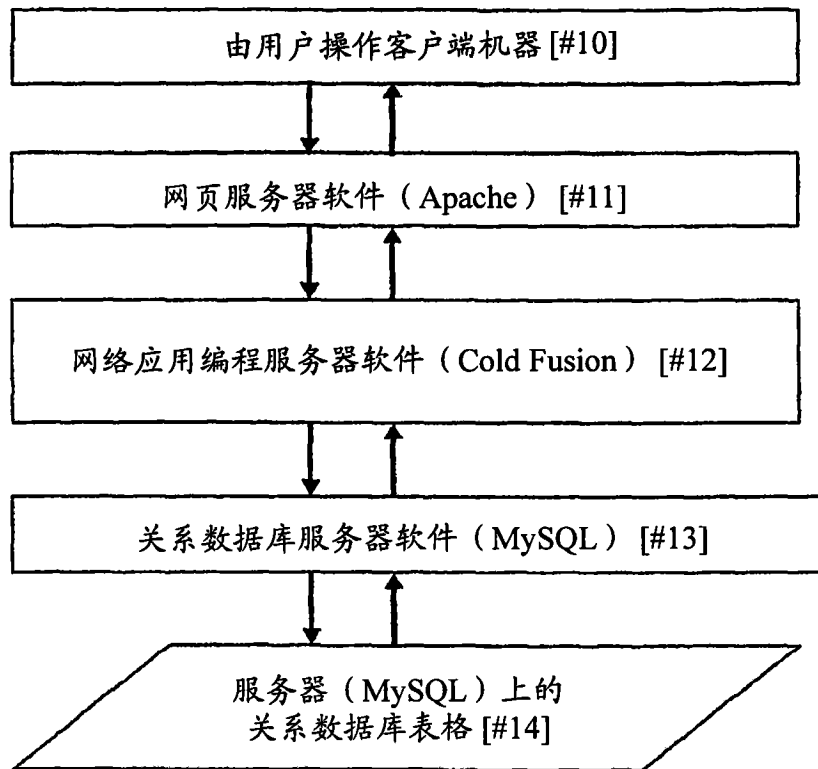 由用户操作客户端机器 [#10]
网页服务器软件（Apache）[#11]
网络应用编程服务器软件（Cold Fusion）[#12]
关系数据库服务器软件（MySQL）[#13]
服务器（MySQL）上的
关系数据库表格 [#14]